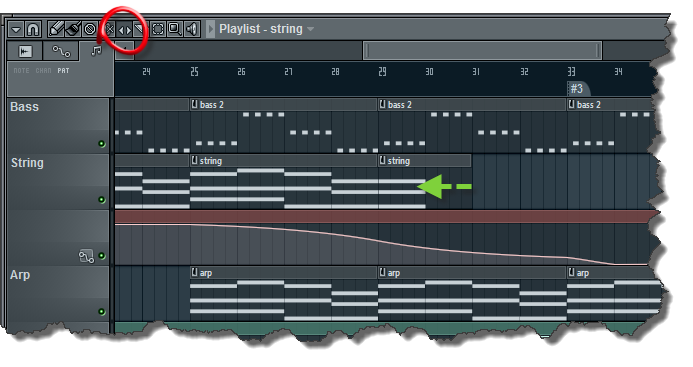 Playlist - string
NOTE CHAN PAT
24 25 26 27 28 29 30 31 32 33 34
#3
Bass
bass 2 bass 2 bass 2
String
string string
Arp
arp arp arp